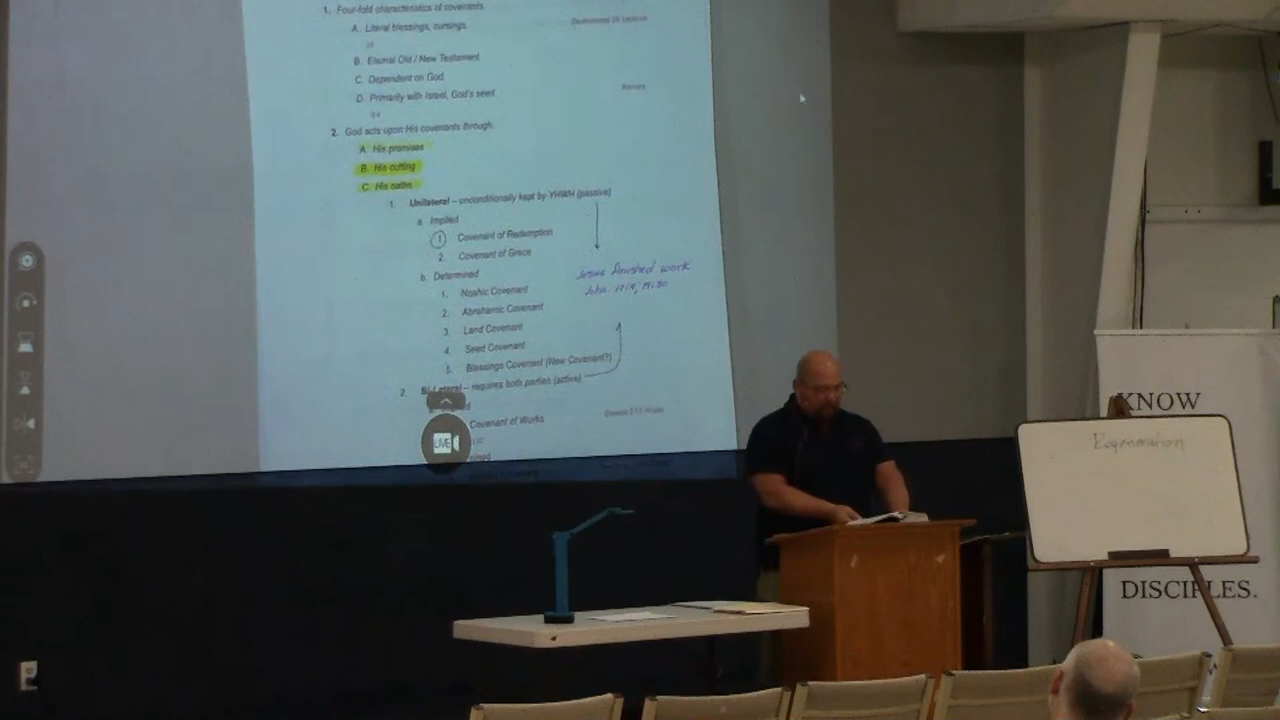 1. Four-fold characteristics of covenants.
A. Literal blessings, cursings.
B. Eternal Old / New Testament
C. Dependent on God
D. Primarily with Israel, God's seed.
2. God acts upon His covenants through.
A. His promises
B. His cutting
C. His oaths
1. Unilateral – unconditionally kept by YHWH (passive)
a. Implied
1 Covenant of Redemption
2. Covenant of Grace
b. Determined
1. Noahic Covenant
2. Abrahamic Covenant
3. Land Covenant
4. Seed Covenant
5. Blessings Covenant (New Covenant?)
2. Bi-Lateral – requires both parties (active)
Covenant of Works
Jesus finished work
John 17:4; 19:30
LIVE
KNOW
Regeneration
DISCIPLES.